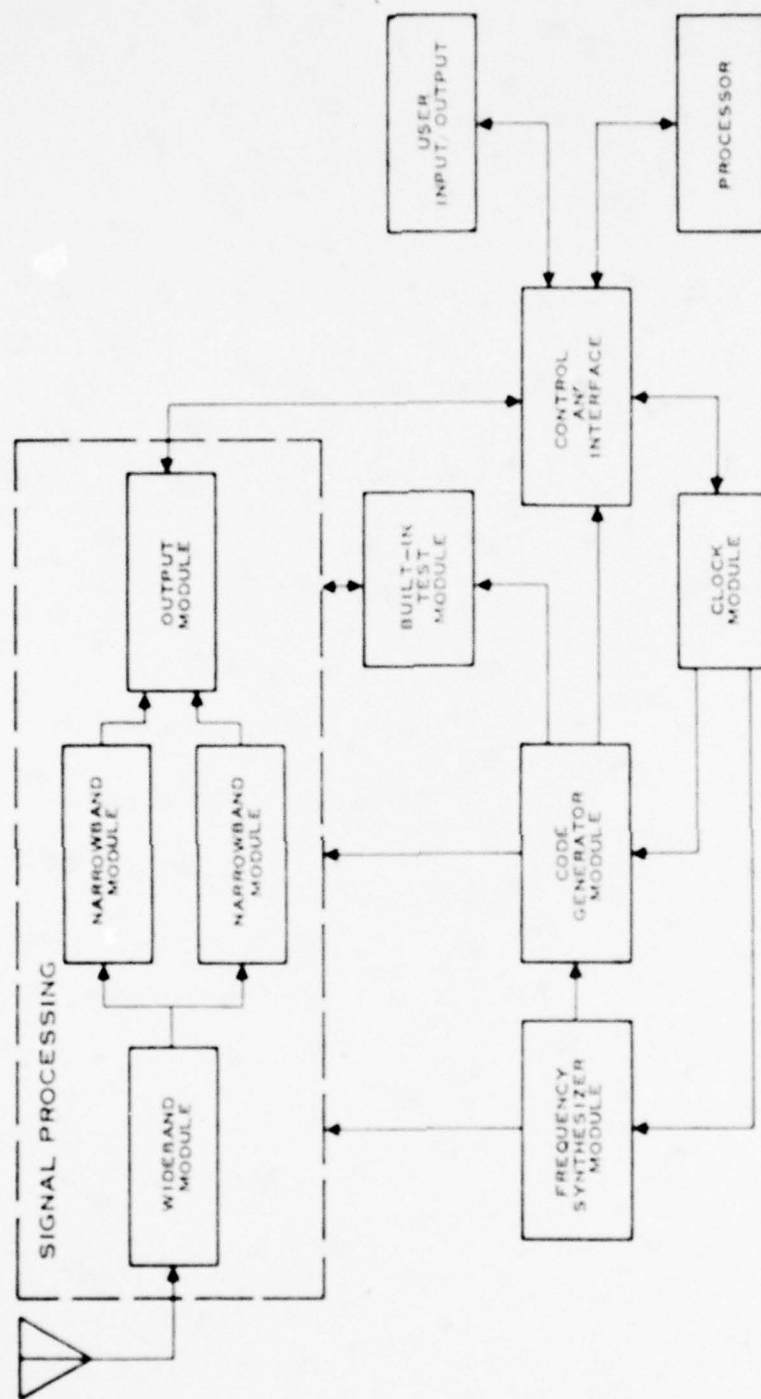 SIGNAL PROCESSING
WIDEBAND
MODULE
NARROWBAND
MODULE
NARROWBAND
MODULE
OUTPUT
MODULE
BUILT-IN
TEST
MODULE
FREQUENCY
SYNTHESIZER
MODULE
CODE
GENERATOR
MODULE
CONTROL
AN'
INTERFACE
CLOCK
MODULE
USER
INPUT/OUTPUT
PROCESSOR